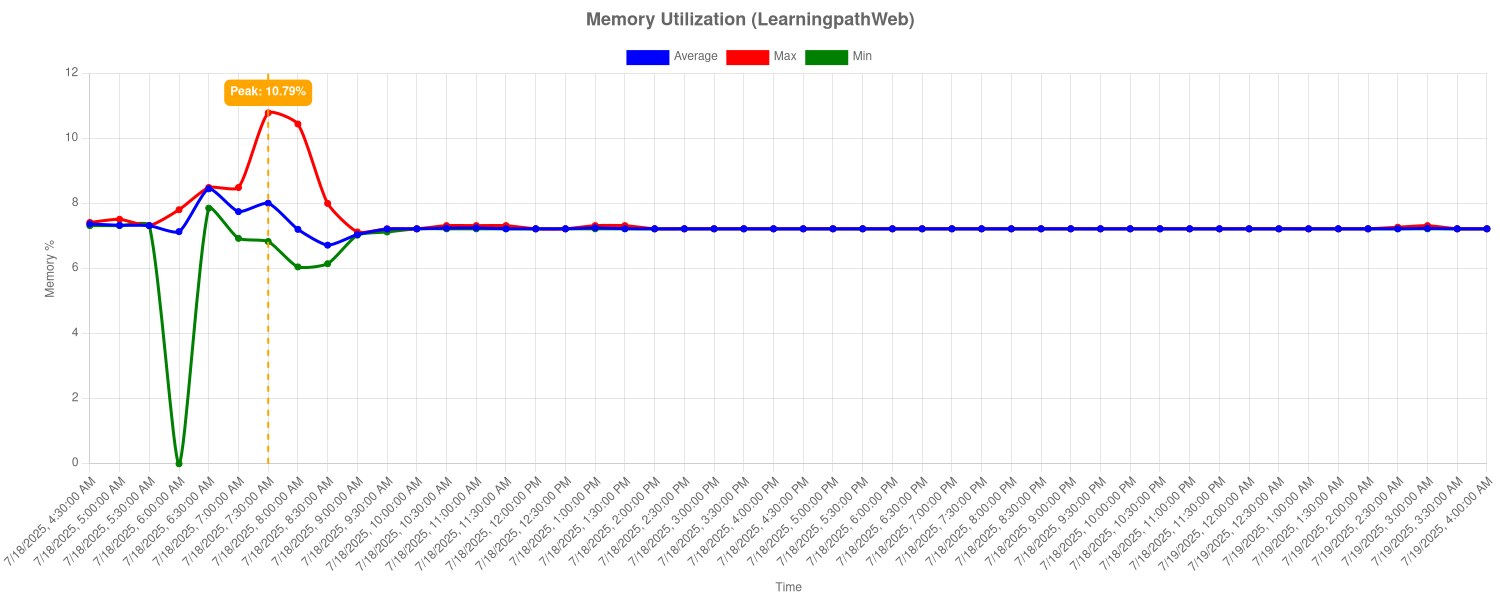 Memory Utilization (LearningpathWeb)
Average Max Min
12
Peak: 10.79%
10
8
6
4
2
0
Memory %
7/18/2025, 4:30:00 AM
7/18/2025, 5:00:00 AM
7/18/2025, 5:30:00 AM
7/18/2025, 6:00:00 AM
7/18/2025, 6:30:00 AM
7/18/2025, 7:00:00 AM
7/18/2025, 7:30:00 AM
7/18/2025, 8:00:00 AM
7/18/2025, 8:30:00 AM
7/18/2025, 9:00:00 AM
7/18/2025, 9:30:00 AM
7/18/2025, 10:00:00 AM
7/18/2025, 10:30:00 AM
7/18/2025, 11:00:00 AM
7/18/2025, 11:30:00 AM
7/18/2025, 12:00:00 PM
7/18/2025, 12:30:00 PM
7/18/2025, 1:00:00 PM
7/18/2025, 1:30:00 PM
7/18/2025, 2:00:00 PM
7/18/2025, 2:30:00 PM
7/18/2025, 3:00:00 PM
7/18/2025, 3:30:00 PM
7/18/2025, 4:00:00 PM
7/18/2025, 4:30:00 PM
7/18/2025, 5:00:00 PM
7/18/2025, 5:30:00 PM
7/18/2025, 6:00:00 PM
7/18/2025, 6:30:00 PM
7/18/2025, 7:00:00 PM
7/18/2025, 7:30:00 PM
7/18/2025, 8:00:00 PM
7/18/2025, 8:30:00 PM
7/18/2025, 9:00:00 PM
7/18/2025, 9:30:00 PM
7/18/2025, 10:00:00 PM
7/18/2025, 10:30:00 PM
7/18/2025, 11:00:00 PM
7/18/2025, 11:30:00 PM
7/19/2025, 12:00:00 AM
7/19/2025, 12:30:00 AM
7/19/2025, 1:00:00 AM
7/19/2025, 1:30:00 AM
7/19/2025, 2:00:00 AM
7/19/2025, 2:30:00 AM
7/19/2025, 3:00:00 AM
7/19/2025, 3:30:00 AM
7/19/2025, 4:00:00 AM
Time